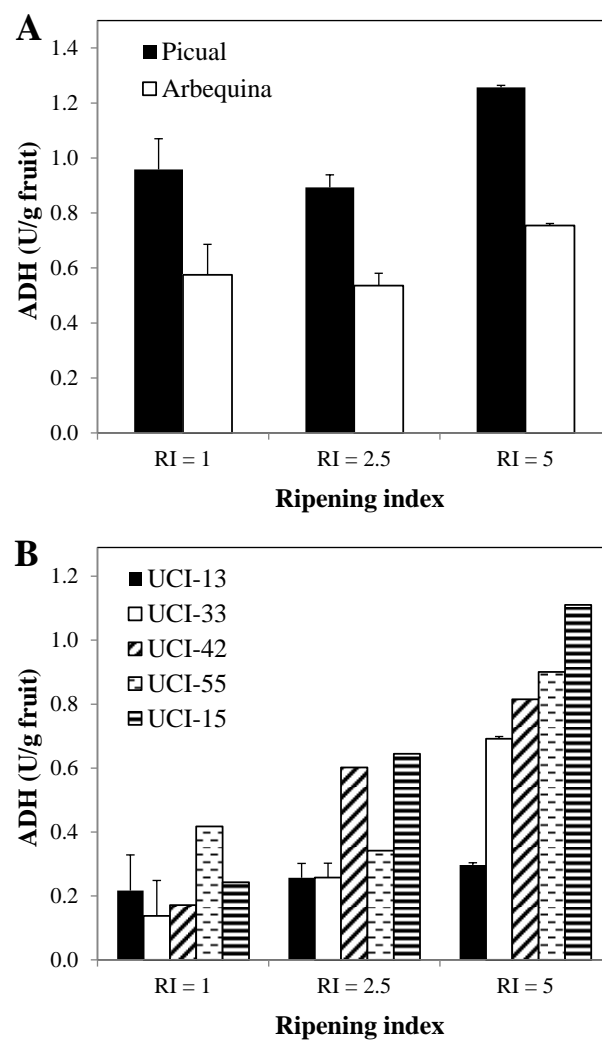 A
Picual
Arbequina
ADH (U/g fruit)
1.4
1.2
1.0
0.8
0.6
0.4
0.2
0.0
RI = 1 RI = 2.5 RI = 5
Ripening index
B
UCI-13
UCI-33
UCI-42
UCI-55
UCI-15
ADH (U/g fruit)
1.2
1.0
0.8
0.6
0.4
0.2
0.0
RI = 1 RI = 2.5 RI = 5
Ripening index